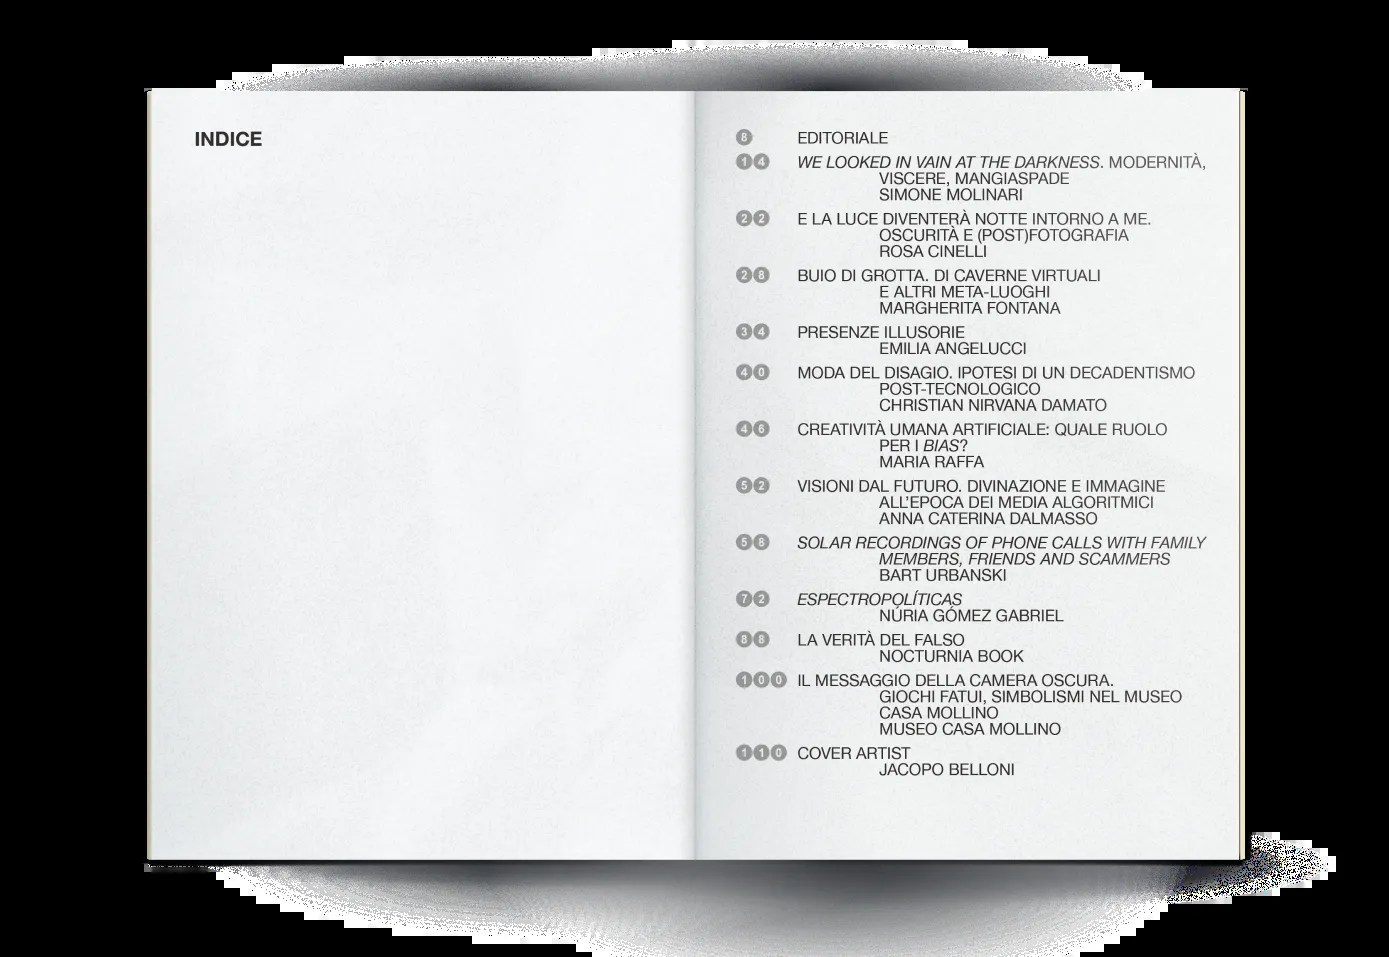 INDICE
8 EDITORIALE
14 WE LOOKED IN VAIN AT THE DARKNESS. MODERNITÀ,
VISCERE, MANGIASPADE
SIMONE MOLINARI
22 E LA LUCE DIVENTERÀ NOTTE INTORNO A ME.
OSCURITÀ E (POST)FOTOGRAFIA
ROSA CINELLI
28 BUIO DI GROTTA. DI CAVERNE VIRTUALI
E ALTRI META-LUOGHI
MARGHERITA FONTANA
34 PRESENZE ILLUSORIE
EMILIA ANGELUCCI
40 MODA DEL DISAGIO. IPOTESI DI UN DECADENTISMO
POST-TECNOLOGICO
CHRISTIAN NIRVANA DAMATO
46 CREATIVITÀ UMANA ARTIFICIALE: QUALE RUOLO
PER I BIAS?
MARIA RAFFA
52 VISIONI DAL FUTURO. DIVINAZIONE E IMMAGINE
ALL'EPOCA DEI MEDIA ALGORITMICI
ANNA CATERINA DALMASSO
58 SOLAR RECORDINGS OF PHONE CALLS WITH FAMILY
MEMBERS, FRIENDS AND SCAMMERS
BART URBANSKI
72 ESPECTROPOLÍTICAS
NÚRIA GÓMEZ GABRIEL
88 LA VERITÀ DEL FALSO
NOCTURNIA BOOK
100 IL MESSAGGIO DELLA CAMERA OSCURA.
GIOCHI FATUI, SIMBOLISMI NEL MUSEO
CASA MOLLINO
MUSEO CASA MOLLINO
110 COVER ARTIST
JACOPO BELLONI